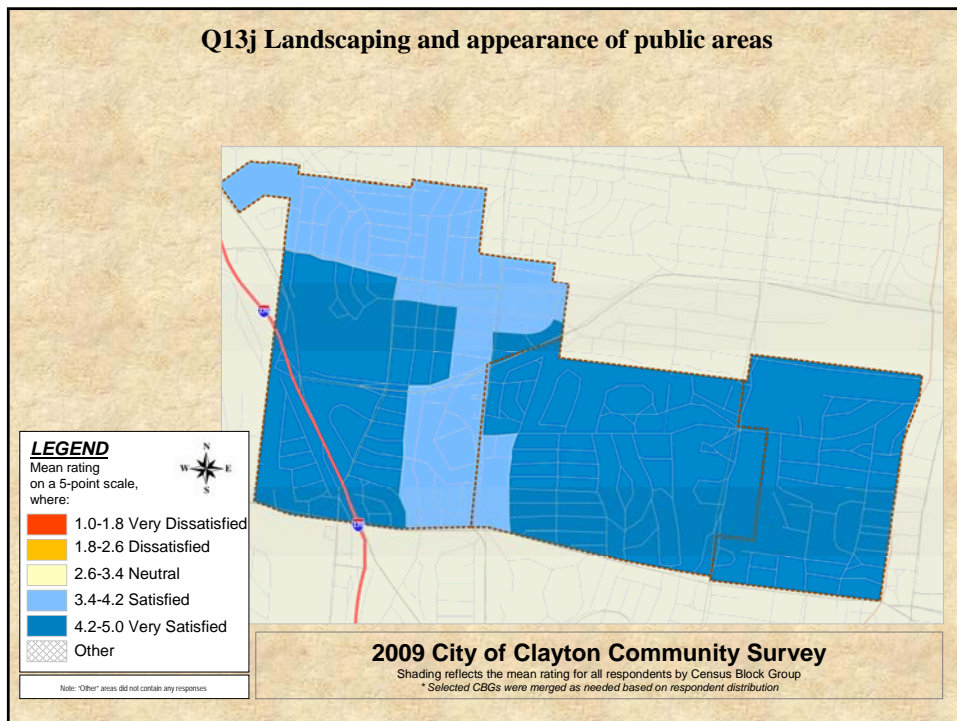 Q13j Landscaping and appearance of public areas
LEGEND
Mean rating
on a 5-point scale,
where:
N
W E
S
1.0-1.8 Very Dissatisfied
1.8-2.6 Dissatisfied
2.6-3.4 Neutral
3.4-4.2 Satisfied
4.2-5.0 Very Satisfied
Other
Note: "Other" areas did not contain any responses
2009 City of Clayton Community Survey
Shading reflects the mean rating for all respondents by Census Block Group
* Selected CBGs were merged as needed based on respondent distribution